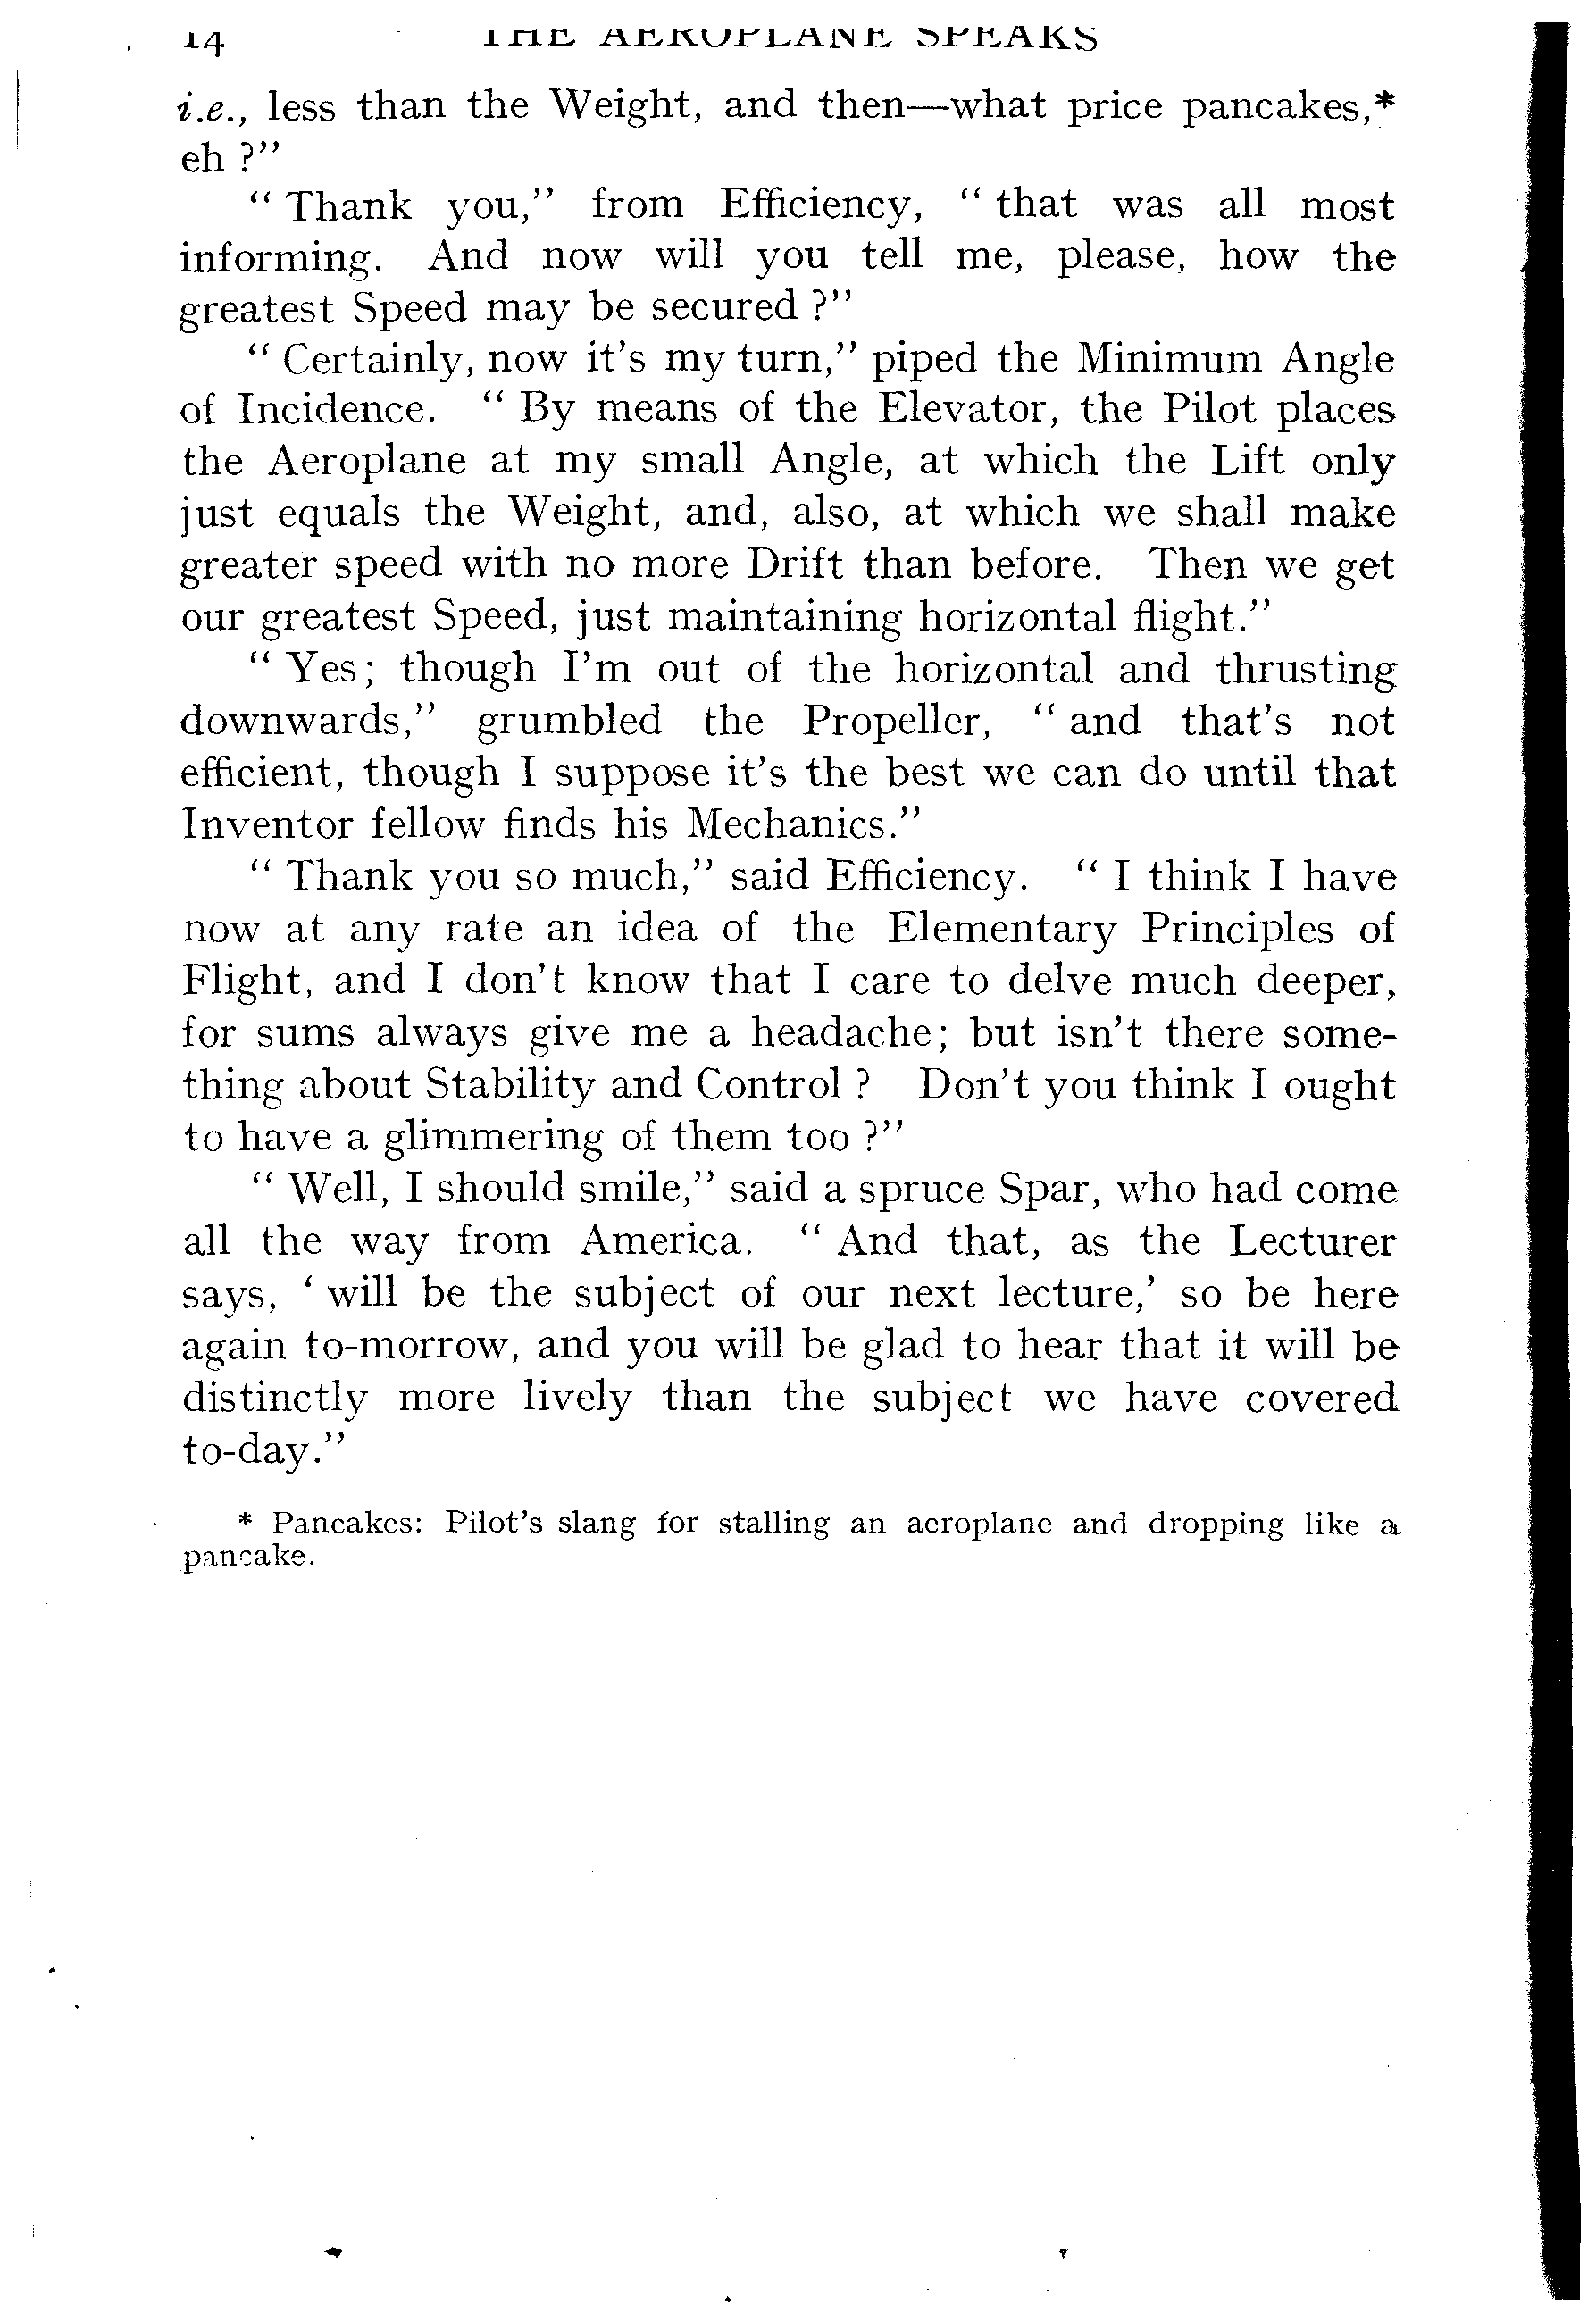 14 THE AEROPLANE SPEAKS
i.e., less than the Weight, and then—what price pancakes,*
eh ?”
“ Thank you,” from Efficiency, “ that was all most
informing. And now will you tell me, please, how the
greatest Speed may be secured ?”
“ Certainly, now it’s my turn,” piped the Minimum Angle
of Incidence. “ By means of the Elevator, the Pilot places
the Aeroplane at my small Angle, at which the Lift only
just equals the Weight, and, also, at which we shall make
greater speed with no more Drift than before. Then we get
our greatest Speed, just maintaining horizontal flight.”
“ Yes; though I’m out of the horizontal and thrusting
downwards,” grumbled the Propeller, “ and that’s not
efficient, though I suppose it’s the best we can do until that
Inventor fellow finds his Mechanics.”
“ Thank you so much,” said Efficiency. “ I think I have
now at any rate an idea of the Elementary Principles of
Flight, and I don’t know that I care to delve much deeper,
for sums always give me a headache; but isn’t there some-
thing about Stability and Control ? Don’t you think I ought
to have a glimmering of them too ?”
“ Well, I should smile,” said a spruce Spar, who had come
all the way from America. “ And that, as the Lecturer
says, ‘ will be the subject of our next lecture,’ so be here
again to-morrow, and you will be glad to hear that it will be
distinctly more lively than the subject we have covered
to-day.”
* Pancakes: Pilot’s slang for stalling an aeroplane and dropping like a
pancake.